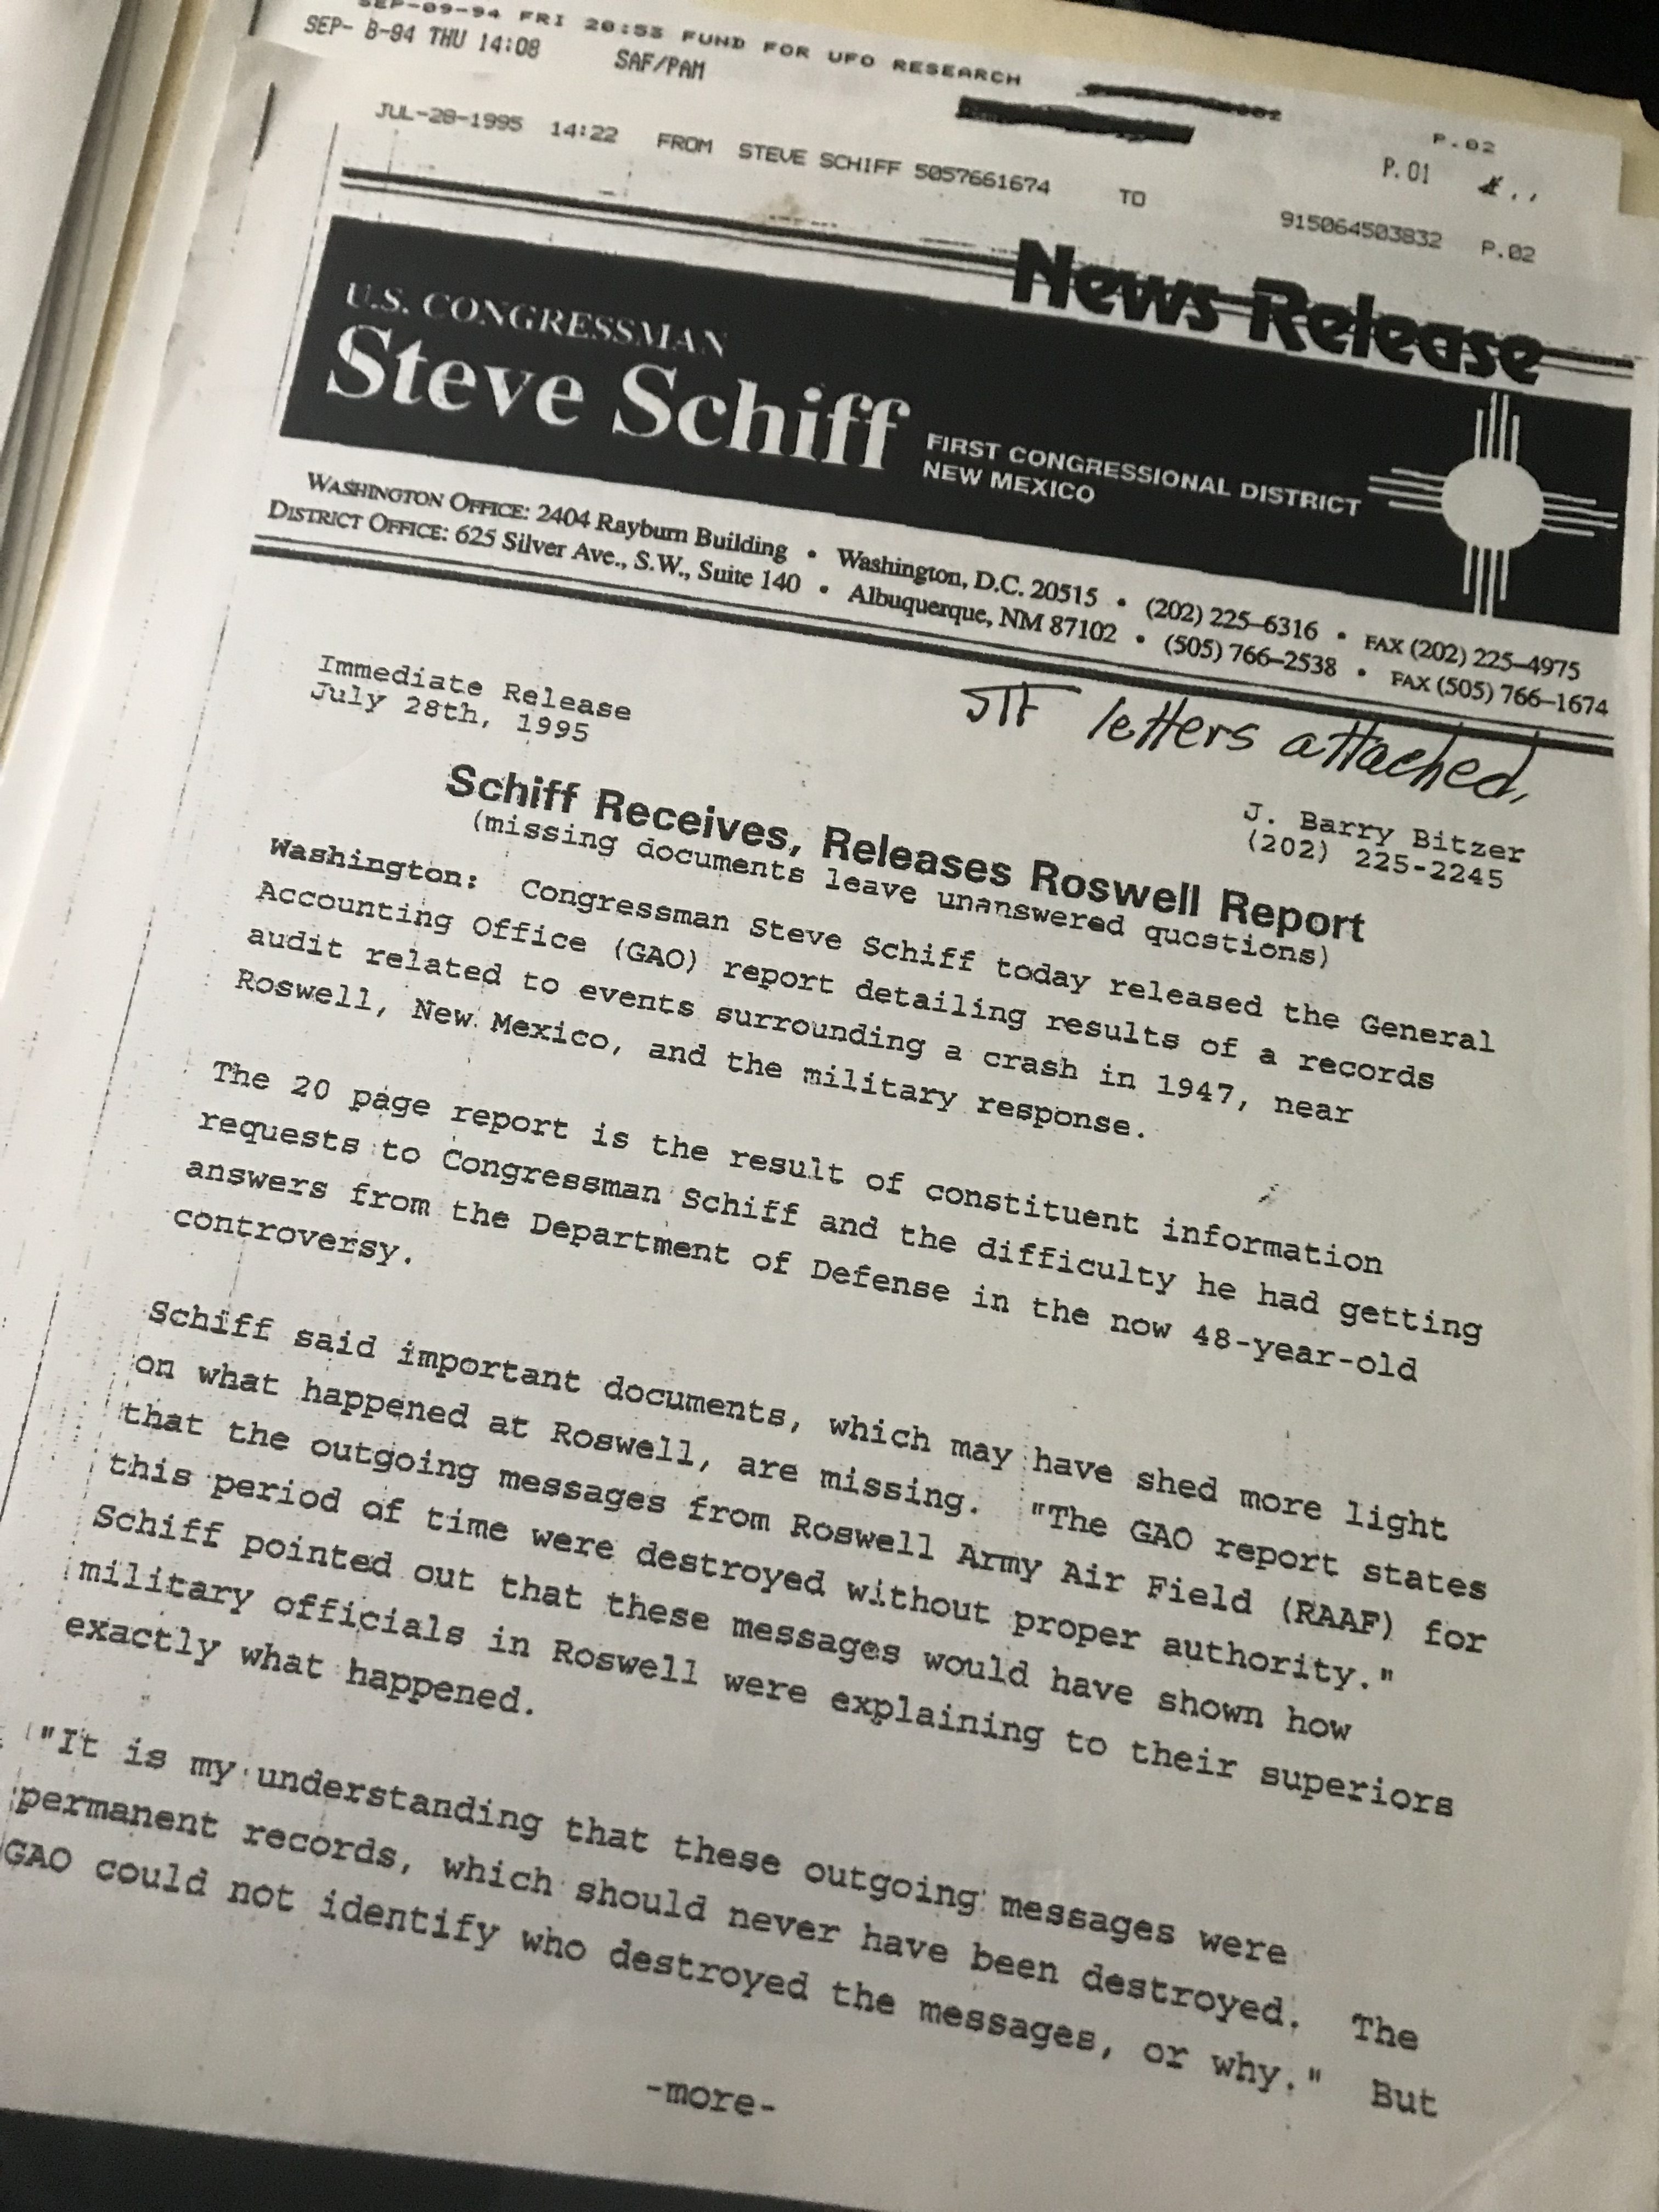 SEP-09-94 FRI 20:53 FUND FOR UFO RESEARCH P.02
SEP- 8-94 THU 14:08 SAF/PAM P.01
JUL-28-1995 14:22 FROM STEVE SCHIFF 5057661674 TO 915064503832 P.02
News Release
U.S. CONGRESSMAN
Steve Schiff
FIRST CONGRESSIONAL DISTRICT
NEW MEXICO
WASHINGTON OFFICE: 2404 Rayburn Building • Washington, D.C. 20515 • (202) 225–6316 • FAX (202) 225–4975
DISTRICT OFFICE: 625 Silver Ave., S.W., Suite 140 • Albuquerque, NM 87102 • (505) 766–2538 • FAX (505) 766–1674
Immediate Release
July 28th, 1995
letters attached,
J. Barry Bitzer
(202) 225-2245
Schiff Receives, Releases Roswell Report
(missing documents leave unanswered questions)
Washington: Congressman Steve Schiff today released the General
Accounting Office (GAO) report detailing results of a records
audit related to events surrounding a crash in 1947, near
Roswell, New Mexico, and the military response.
The 20 page report is the result of constituent information
requests to Congressman Schiff and the difficulty he had getting
answers from the Department of Defense in the now 48-year-old
controversy.
Schiff said important documents, which may have shed more light
on what happened at Roswell, are missing. "The GAO report states
that the outgoing messages from Roswell Army Air Field (RAAF) for
this period of time were destroyed without proper authority."
Schiff pointed out that these messages would have shown how
military officials in Roswell were explaining to their superiors
exactly what happened.
"It is my understanding that these outgoing messages were
permanent records, which should never have been destroyed. The
GAO could not identify who destroyed the messages, or why." But
-more-